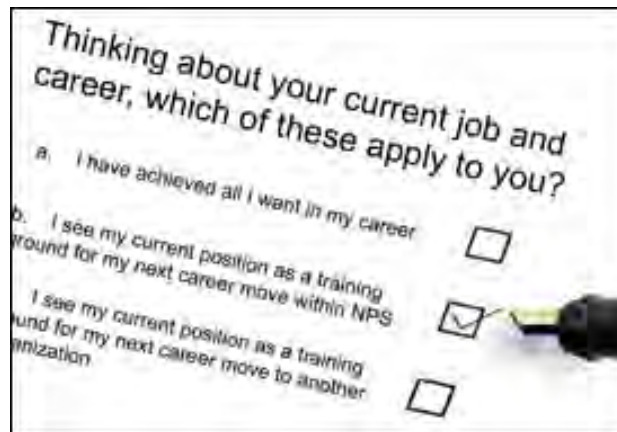 Thinking about your current job and
career, which of these apply to you?
a. I have achieved all I want in my career
b. I see my current position as a training
ground for my next career move within NPS
I see my current position as a training
und for my next career move to another
anization